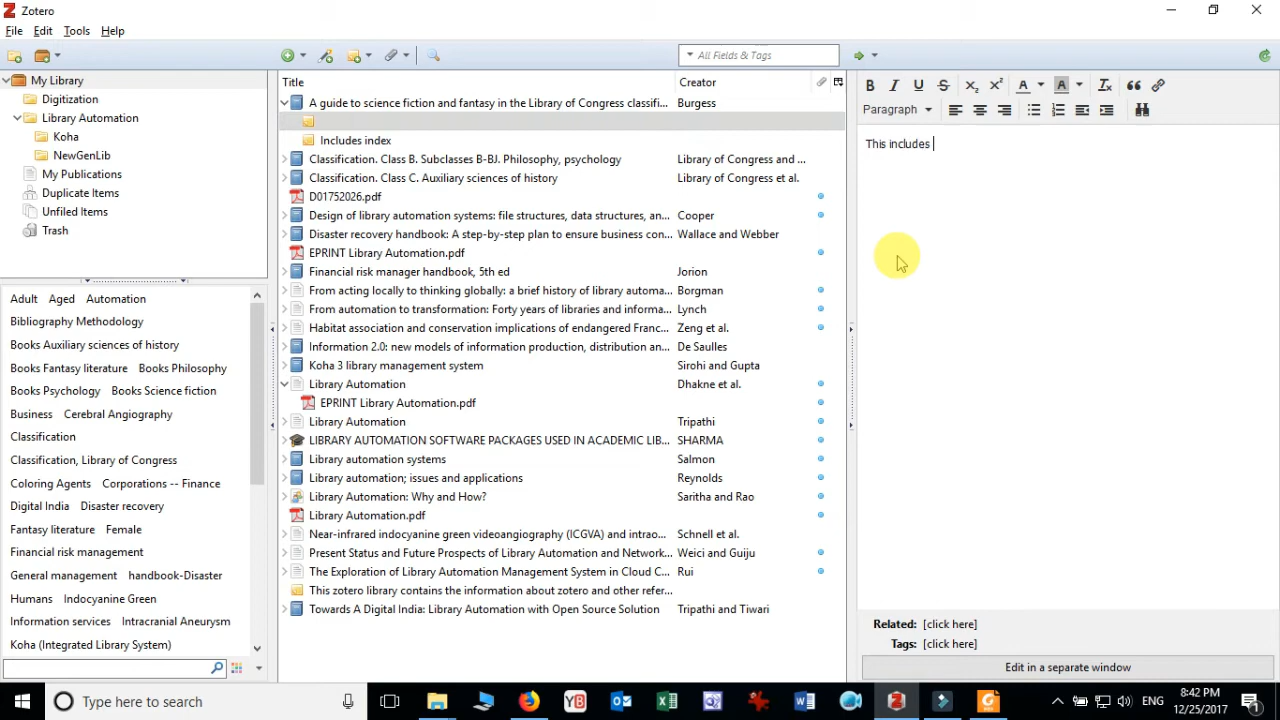 Zotero
File Edit Tools Help
All Fields & Tags
My Library
Digitization
Library Automation
Koha
NewGenLib
My Publications
Duplicate Items
Unfiled Items
Trash
Adult Aged Automation
Bibliography Methodology
Books Auxiliary sciences of history
Books Fantasy literature Books Philosophy
Books Psychology Books Science fiction
Business Cerebral Angiography
Classification
Classification, Library of Congress
Coloring Agents Corporations -- Finance
Digital India Disaster recovery
Fantasy literature Female
Financial risk management
General management handbook-Disaster
Humans Indocyanine Green
Information services Intracranial Aneurysm
Koha (Integrated Library System)
Title Creator
A guide to science fiction and fantasy in the Library of Congress classifi... Burgess
Includes index
Classification. Class B. Subclasses B-BJ. Philosophy, psychology Library of Congress and ...
Classification. Class C. Auxiliary sciences of history Library of Congress et al.
D01752026.pdf
Design of library automation systems: file structures, data structures, an... Cooper
Disaster recovery handbook: A step-by-step plan to ensure business con... Wallace and Webber
EPRINT Library Automation.pdf
Financial risk manager handbook, 5th ed Jorion
From acting locally to thinking globally: a brief history of library automa... Borgman
From automation to transformation: Forty years of libraries and informa... Lynch
Habitat association and conservation implications of endangered Franc... Zeng et al.
Information 2.0: new models of information production, distribution an... De Saulles
Koha 3 library management system Sirohi and Gupta
Library Automation Dhakne et al.
EPRINT Library Automation.pdf
Library Automation Tripathi
LIBRARY AUTOMATION SOFTWARE PACKAGES USED IN ACADEMIC LIB... SHARMA
Library automation systems Salmon
Library automation; issues and applications Reynolds
Library Automation: Why and How? Saritha and Rao
Library Automation.pdf
Near-infrared indocyanine green videoangiography (ICGVA) and intrao... Schnell et al.
Present Status and Future Prospects of Library Automation and Network... Weici and Guiju
The Exploration of Library Automation Management System in Cloud C... Rui
This zotero library contains the information about zotero and other refer...
Towards A Digital India: Library Automation with Open Source Solution Tripathi and Tiwari
Paragraph
This includes
Related: [click here]
Tags: [click here]
Edit in a separate window
Type here to search
ENG
8:42 PM
12/25/2017